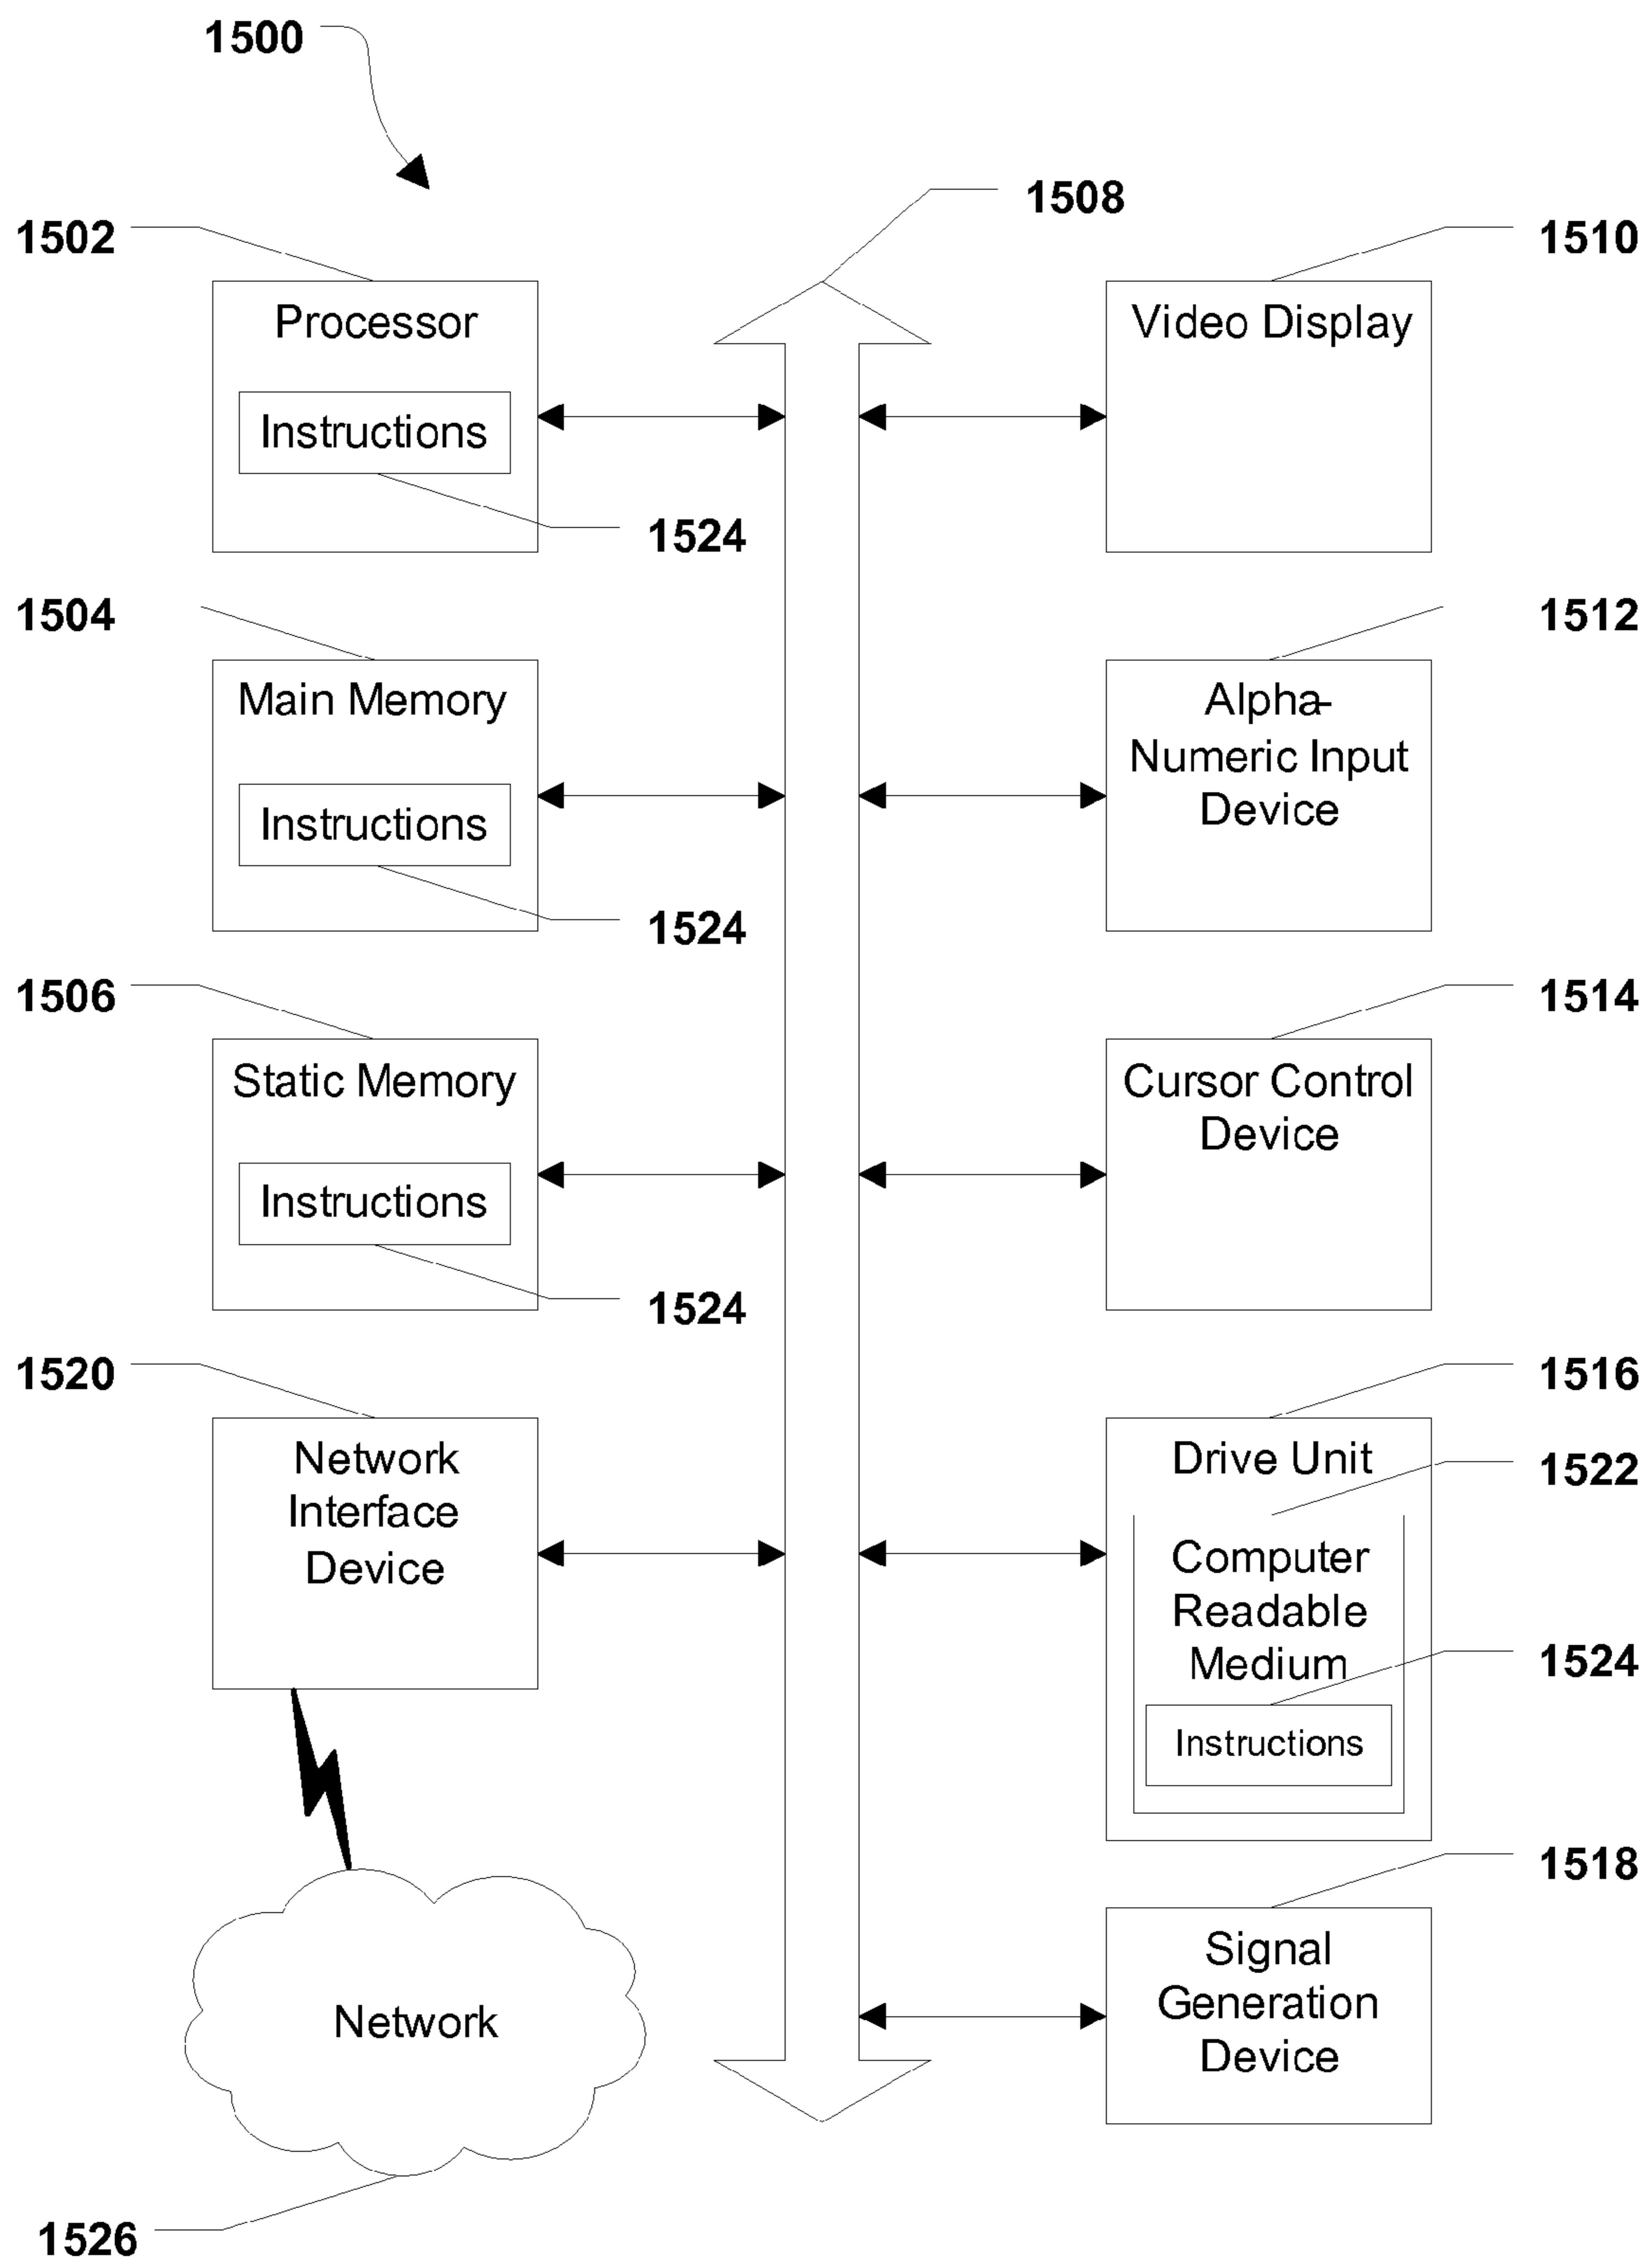 1500
1508
1502
1510
Processor
Video Display
Instructions
1524
1504
1512
Main Memory
Alpha-
Numeric Input
Device
Instructions
1524
1506
1514
Static Memory
Cursor Control
Device
Instructions
1524
1520
1516
Network
Interface
Device
Drive Unit
1522
Computer
Readable
Medium
1524
Instructions
1518
Signal
Generation
Device
Network
1526